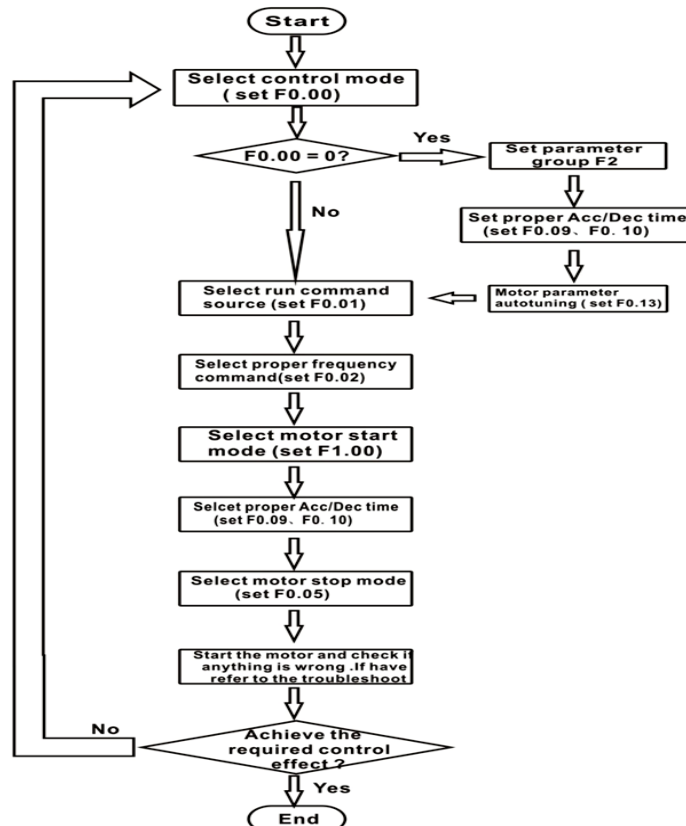 Start
Select control mode
( set F0.00)
F0.00 = 0?
Yes
Set parameter
group F2
Set proper Acc/Dec time
(set F0.09、F0. 10)
Motor parameter
autotuning ( set F0.13)
No
Select run command
source (set F0.01)
Select proper frequency
command(set F0.02)
Select motor start
mode (set F1.00)
Selcet proper Acc/Dec time
(set F0.09、F0. 10)
Select motor stop mode
(set F0.05)
Start the motor and check if
anything is wrong .If have
refer to the troubleshoot
Achieve the
required control
effect ?
No
Yes
End